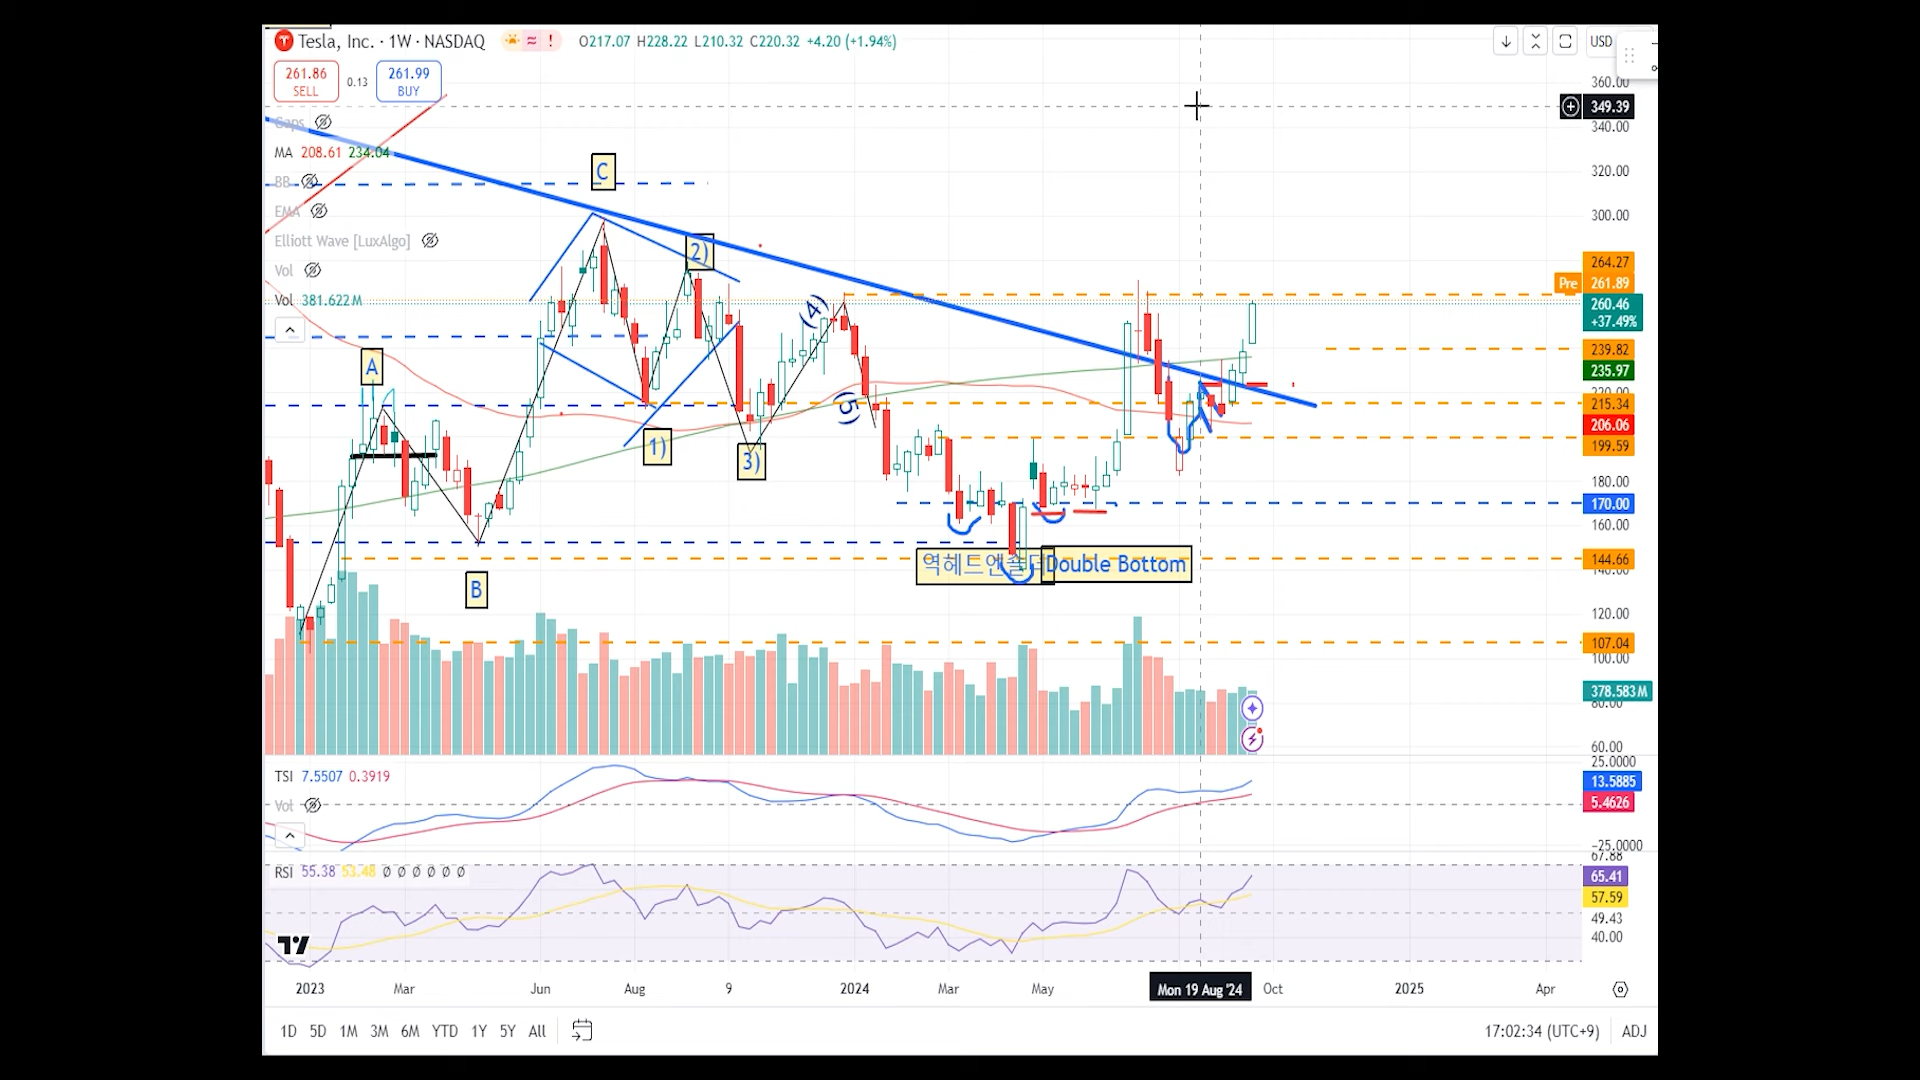 Tesla, Inc. · 1W · NASDAQ O217.07 H228.22 L210.32 C220.32 +4.20 (+1.94%)
USD
261.86 0.13 261.99
SELL BUY
360.00
349.39
Gaps
340.00
MA 208.61 234.04
320.00
BB
C
EMA
300.00
Elliott Wave [LuxAlgo]
2)
264.27
Vol
Pre 261.89
Vol 381.622M
260.46
+37.49%
(4)
239.82
A
235.97
220.00
(5)
215.34
206.06
1)
199.59
3)
180.00
170.00
160.00
144.66
140.00
역헤드엔숄더
Double Bottom
B
120.00
107.04
100.00
378.583M
80.00
60.00
25.0000
TSI 7.5507 0.3919
13.5885
Vol
5.4626
-25.0000
67.88
RSI 55.38 53.48 Ø Ø Ø Ø Ø Ø
65.41
57.59
49.43
40.00
2023 Mar Jun Aug 9 2024 Mar May Mon 19 Aug '24 Oct 2025 Apr
1D 5D 1M 3M 6M YTD 1Y 5Y All 17:02:34 (UTC+9) ADJ